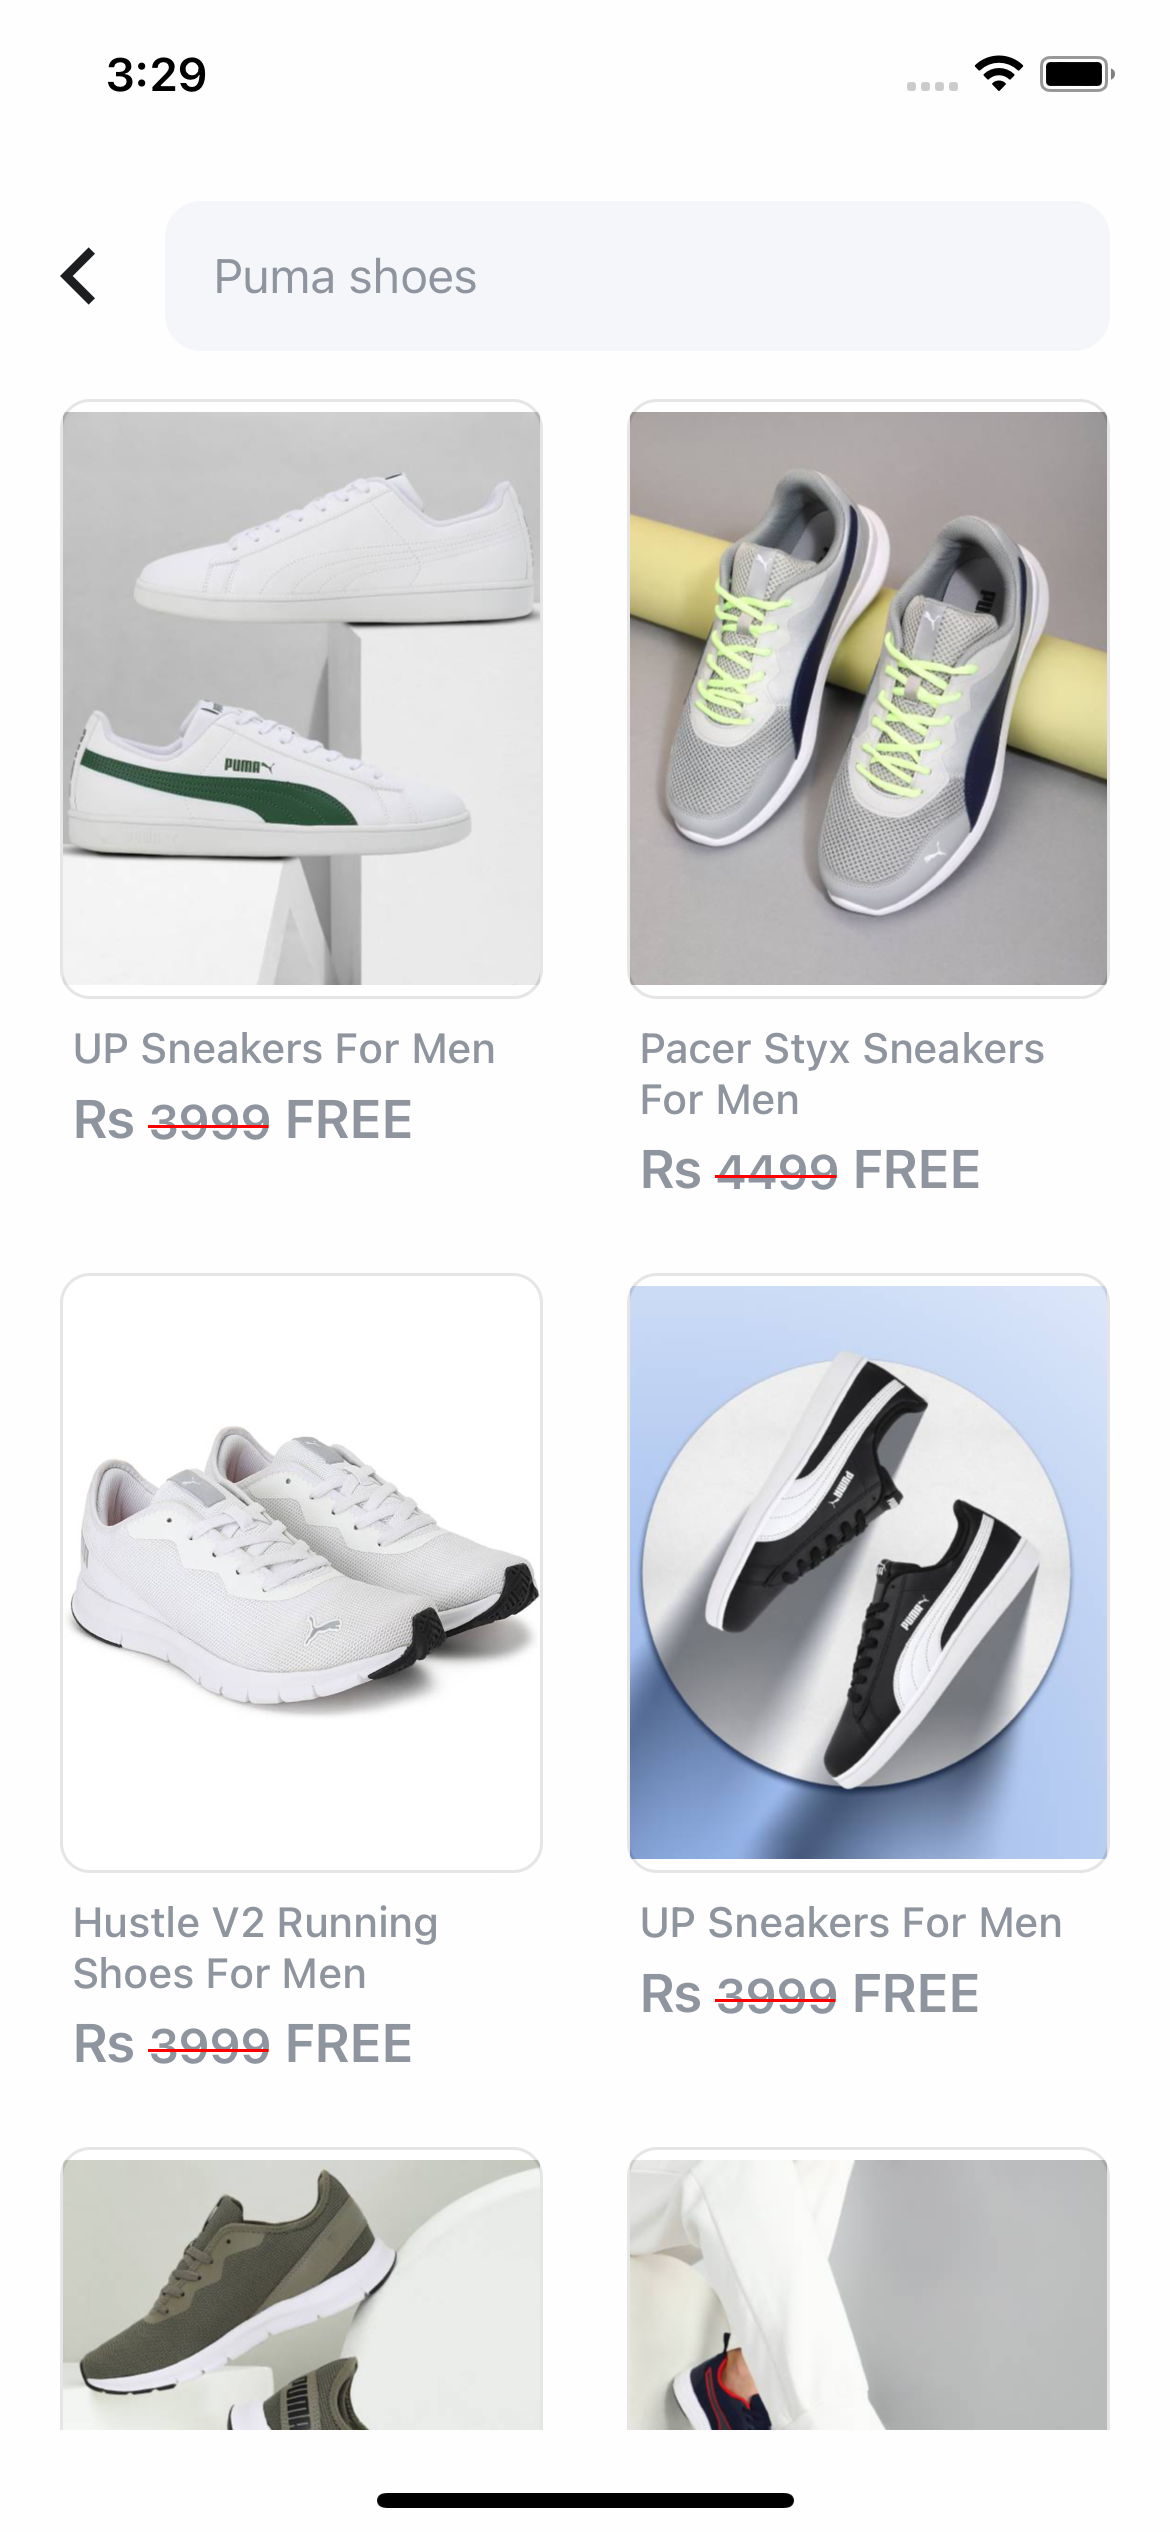 3:29
Puma shoes
PUMA
UP Sneakers For Men
Rs 3999 FREE
Pacer Styx Sneakers
For Men
Rs 4499 FREE
PUMA
PUMA
Hustle V2 Running
Shoes For Men
Rs 3999 FREE
UP Sneakers For Men
Rs 3999 FREE
PUMA